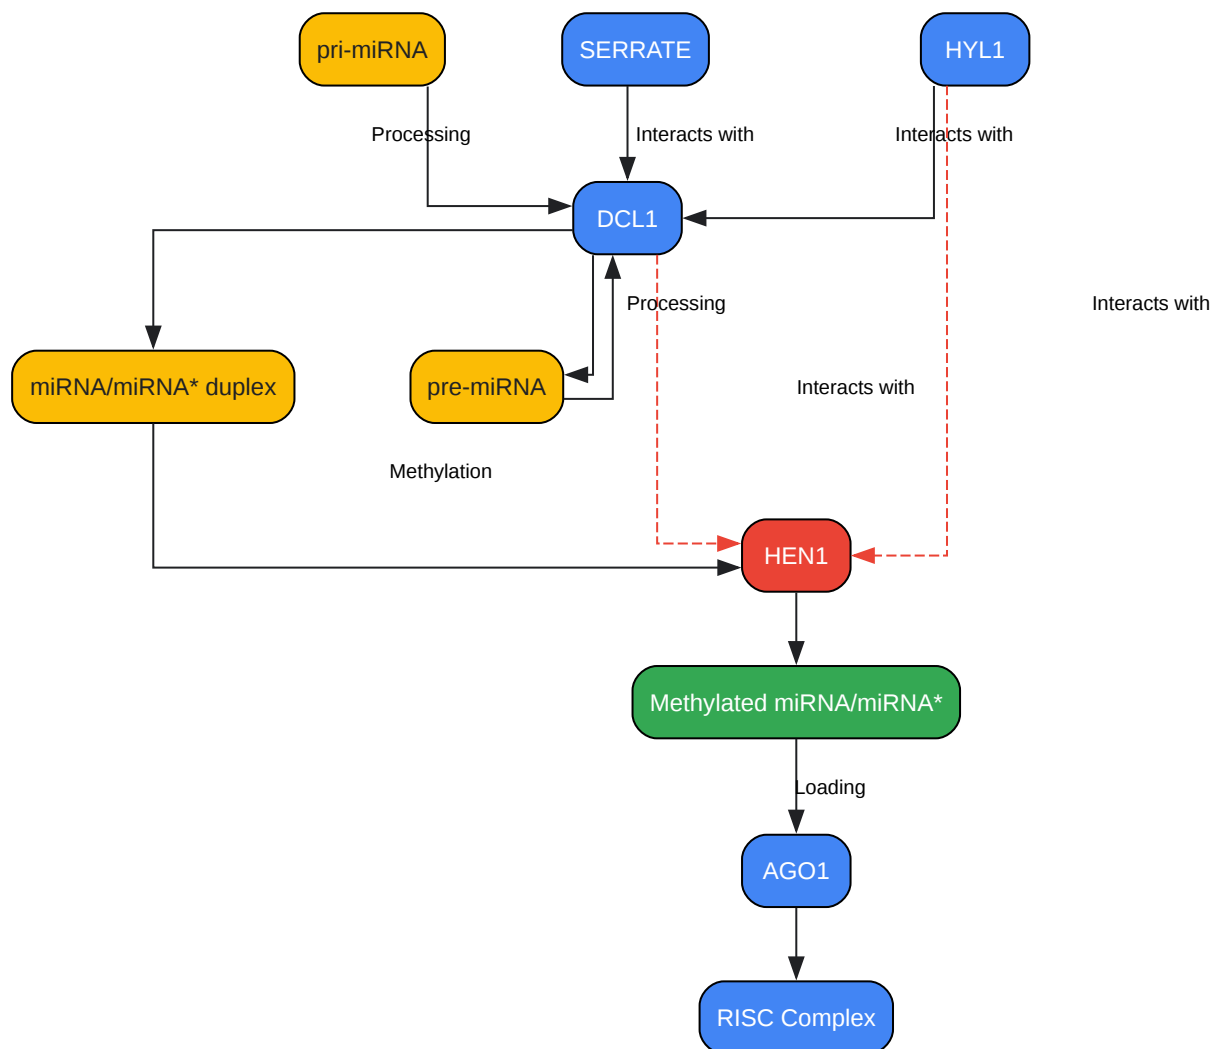 pri-miRNA
SERRATE
HYL1
Processing
Interacts with
Interacts with
DCL1
Processing
Interacts with
miRNA/miRNA* duplex
pre-miRNA
Interacts with
Methylation
HEN1
Methylated miRNA/miRNA*
Loading
AGO1
RISC Complex